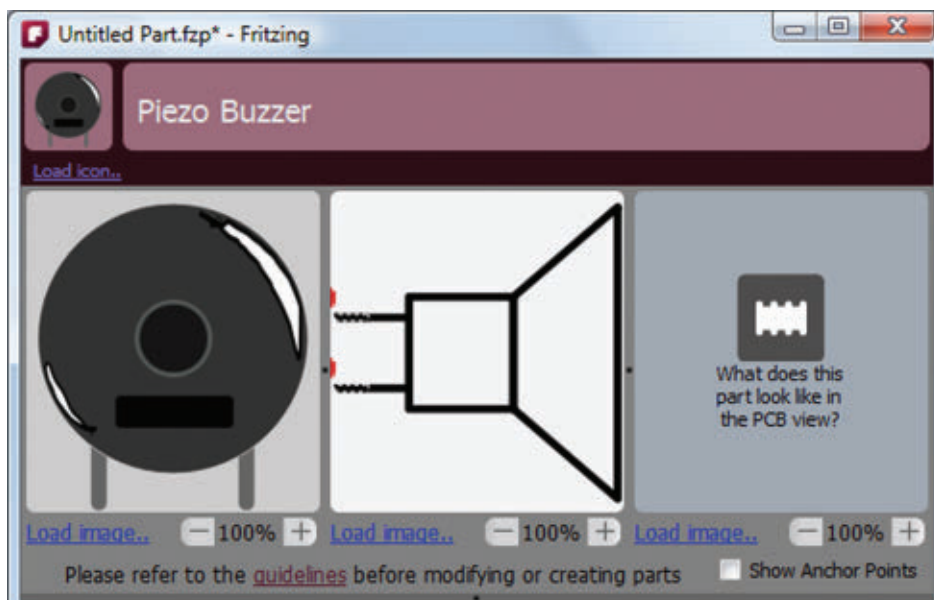 Untitled Part.fzp* - Fritzing
Piezo Buzzer
Load icon..
What does this
part look like in
the PCB view?
Load image.. 100% Load image.. 100% Load image.. 100%
Please refer to the guidelines before modifying or creating parts Show Anchor Points